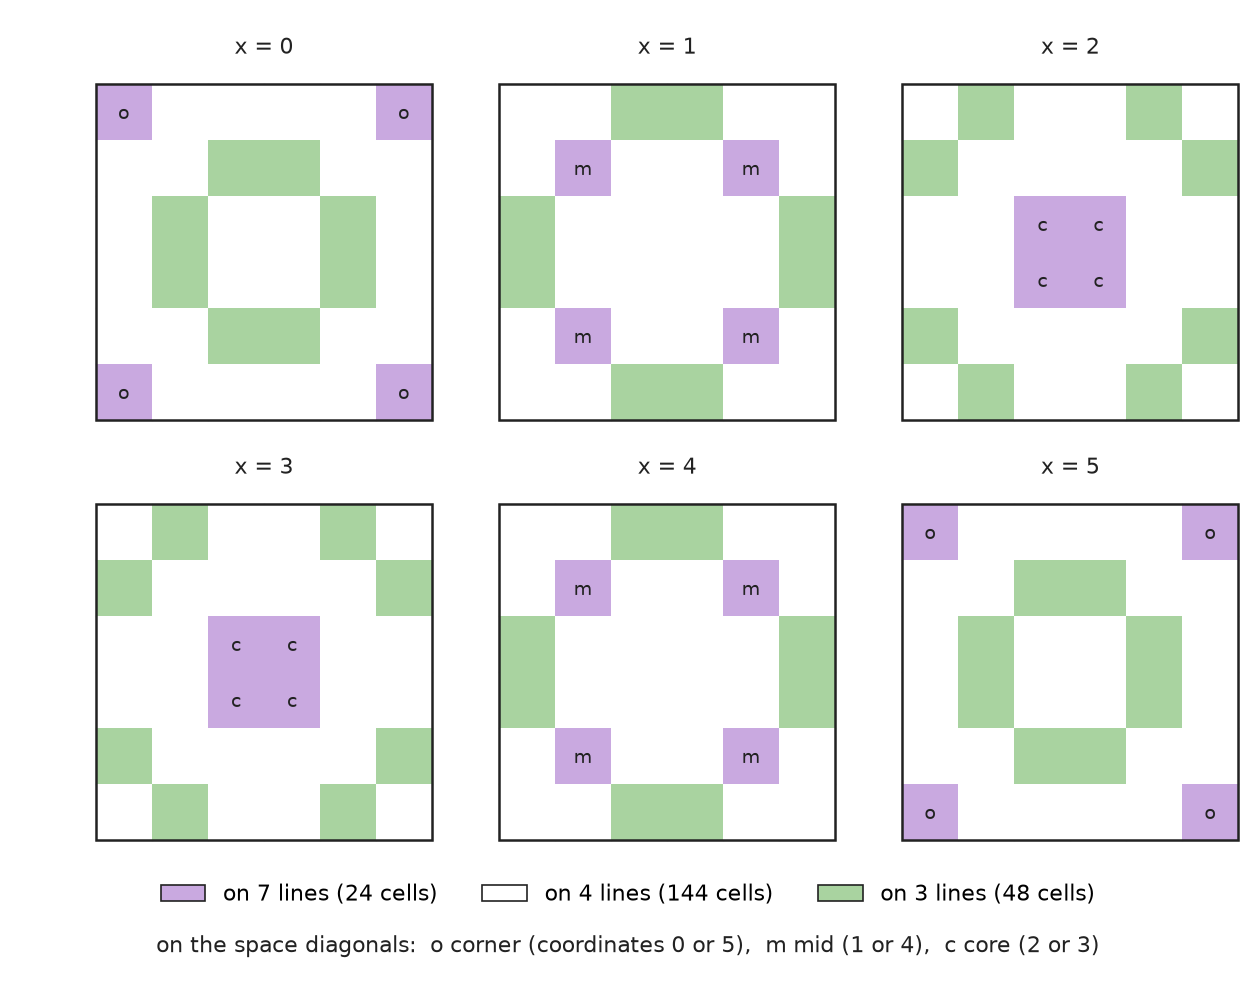 x = 0 x = 1 x = 2
o o
m m m m
c c
c c
o o
m m
x = 3 x = 4 x = 5
o o
m m
c c
c c
m m
o o
on 7 lines (24 cells) on 4 lines (144 cells) on 3 lines (48 cells)
on the space diagonals: o corner (coordinates 0 or 5), m mid (1 or 4), c core (2 or 3)